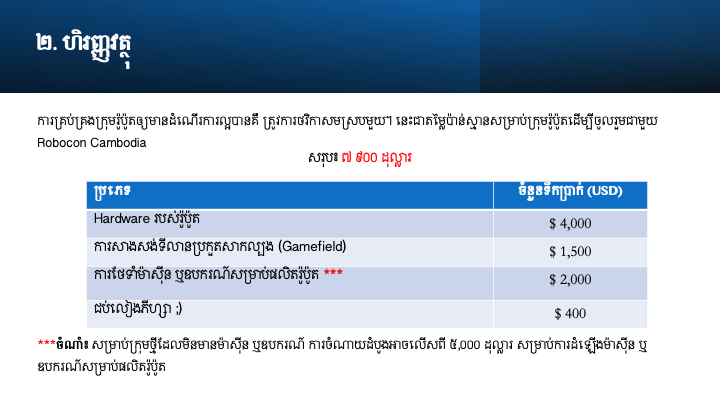 ២. ហិរញ្ញវត្ថុ
ការគ្រប់គ្រងក្រុមរ៉ូប៉ូតឲ្យមានដំណើរការល្អបានគឺ ត្រូវការថវិកាសមស្របមួយ។ នេះជាតម្លៃប៉ាន់ស្មានសម្រាប់ក្រុមរ៉ូប៉ូតដើម្បីចូលរួមជាមួយ
Robocon Cambodia
សរុប៖ ៧ ៩០០ ដុល្លារ
ប្រភេទ ចំនួនទឹកប្រាក់ (USD)
Hardware របស់រ៉ូប៉ូត $ 4,000
ការសាងសង់ទីលានប្រកួតសាកល្បង (Gamefield) $ 1,500
ការថែទាំម៉ាស៊ីន ឬឧបករណ៍សម្រាប់ផលិតរ៉ូប៉ូត *** $ 2,000
ជប់លៀងភីហ្សា ;) $ 400
***ចំណាំ៖ សម្រាប់ក្រុមថ្មីដែលមិនមានម៉ាស៊ីន ឬឧបករណ៍ ការចំណាយដំបូងអាចលើសពី ៥,000 ដុល្លារ សម្រាប់ការដំឡើងម៉ាស៊ីន ឬ
ឧបករណ៍សម្រាប់ផលិតរ៉ូប៉ូត